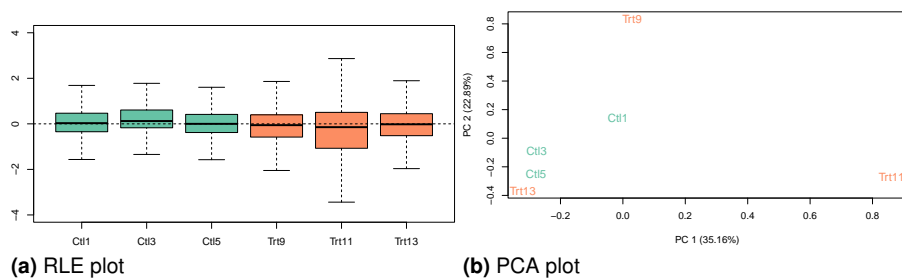 4
2
0
−2
−4
Ctl1 Ctl3 Ctl5 Trt9 Trt11 Trt13
(a) RLE plot
PC 2 (22.89%)
0.8
0.6
0.4
0.2
0.0
−0.2
−0.4
Trt9
Ctl1
Ctl3
Ctl5
Trt13
Trt11
−0.2 0.0 0.2 0.4 0.6 0.8
PC 1 (35.16%)
(b) PCA plot